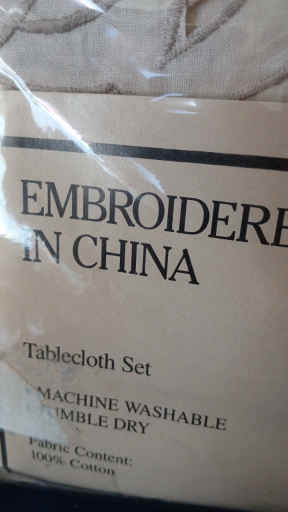 EMBROIDERE
IN CHINA
Tablecloth Set
MACHINE WASHABLE
TUMBLE DRY
Fabric Content:
100% Cotton